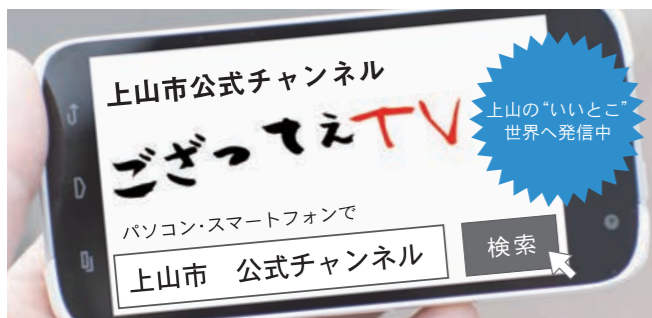 上山市公式チャンネル
ござってえTV
上山の“いいとこ”
世界へ発信中
パソコン・スマートフォンで
上山市　公式チャンネル
検索